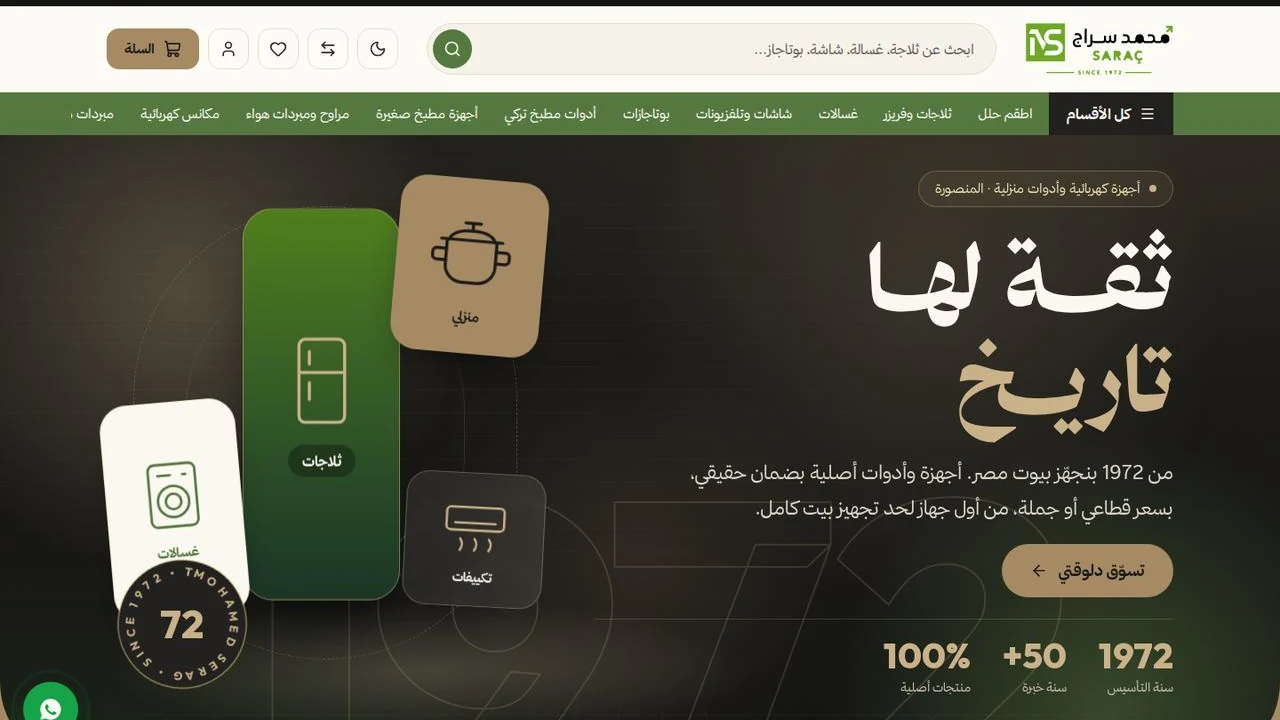 محمد سراج
SARAÇ
SINCE 1972
ابحث عن ثلاجة، غسالة، شاشة، بوتاجاز...
السلة
كل الأقسام
اطقم حلل
ثلاجات وفريزر
غسالات
شاشات وتلفزيونات
بوتاجازات
أدوات مطبخ تركي
أجهزة مطبخ صغيرة
مراوح ومبردات هواء
مكانس كهربائية
مبردات
أجهزة كهربائية وأدوات منزلية · المنصورة
ثقة لها
تاريخ
من 1972 بنجهّز بيوت مصر. أجهزة وأدوات أصلية بضمان حقيقي،
بسعر قطاعي أو جملة، من أول جهاز لحد تجهيز بيت كامل.
تسوّق دلوقتي
1972
سنة التأسيس
+50
سنة خبرة
100%
منتجات أصلية
منزلي
ثلاجات
غسالات
تكييفات
TMOHAMED SERAG · SINCE 1972 ·
72
1972